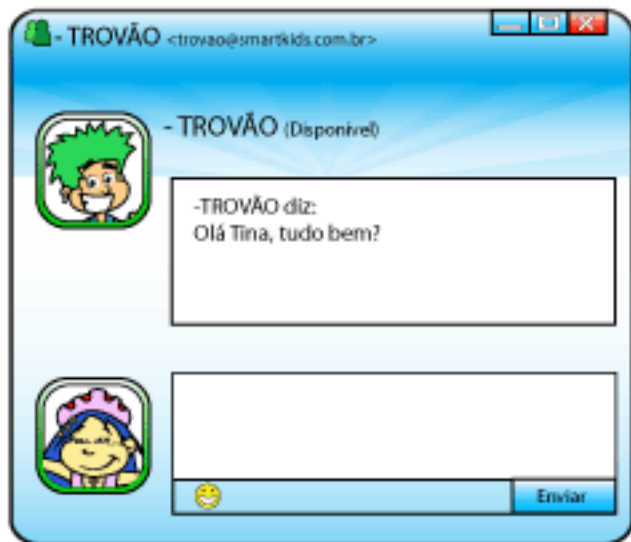 - TROVÃO <trovao@smartkids.com.br>
- TROVÃO (Disponível)
-TROVÃO diz:
Olá Tina, tudo bem?
Enviar